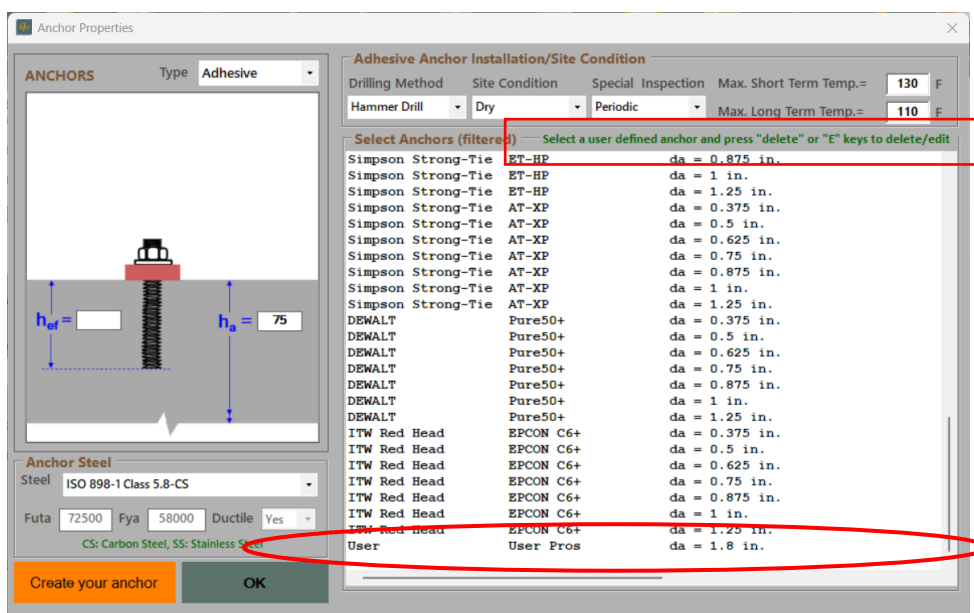 Anchor Properties
ANCHORS
Type Adhesive
hef =
ha = 75
Anchor Steel
Steel ISO 898-1 Class 5.8-CS
Futa 72500 Fya 58000 Ductile Yes
CS: Carbon Steel, SS: Stainless Steel
Create your anchor OK
Adhesive Anchor Installation/Site Condition
Drilling Method Site Condition Special Inspection Max. Short Term Temp.= 130 F
Hammer Drill Dry Periodic Max. Long Term Temp.= 110 F
Select Anchors (filtered) Select a user defined anchor and press "delete" or "E" keys to delete/edit
Simpson Strong-Tie ET-HP da = 0.875 in.
Simpson Strong-Tie ET-HP da = 1 in.
Simpson Strong-Tie ET-HP da = 1.25 in.
Simpson Strong-Tie AT-XP da = 0.375 in.
Simpson Strong-Tie AT-XP da = 0.5 in.
Simpson Strong-Tie AT-XP da = 0.625 in.
Simpson Strong-Tie AT-XP da = 0.75 in.
Simpson Strong-Tie AT-XP da = 0.875 in.
Simpson Strong-Tie AT-XP da = 1 in.
Simpson Strong-Tie AT-XP da = 1.25 in.
DEWALT Pure50+ da = 0.375 in.
DEWALT Pure50+ da = 0.5 in.
DEWALT Pure50+ da = 0.625 in.
DEWALT Pure50+ da = 0.75 in.
DEWALT Pure50+ da = 0.875 in.
DEWALT Pure50+ da = 1 in.
DEWALT Pure50+ da = 1.25 in.
ITW Red Head EPCON C6+ da = 0.375 in.
ITW Red Head EPCON C6+ da = 0.5 in.
ITW Red Head EPCON C6+ da = 0.625 in.
ITW Red Head EPCON C6+ da = 0.75 in.
ITW Red Head EPCON C6+ da = 0.875 in.
ITW Red Head EPCON C6+ da = 1 in.
ITW Red Head EPCON C6+ da = 1.25 in.
User User Pros da = 1.8 in.